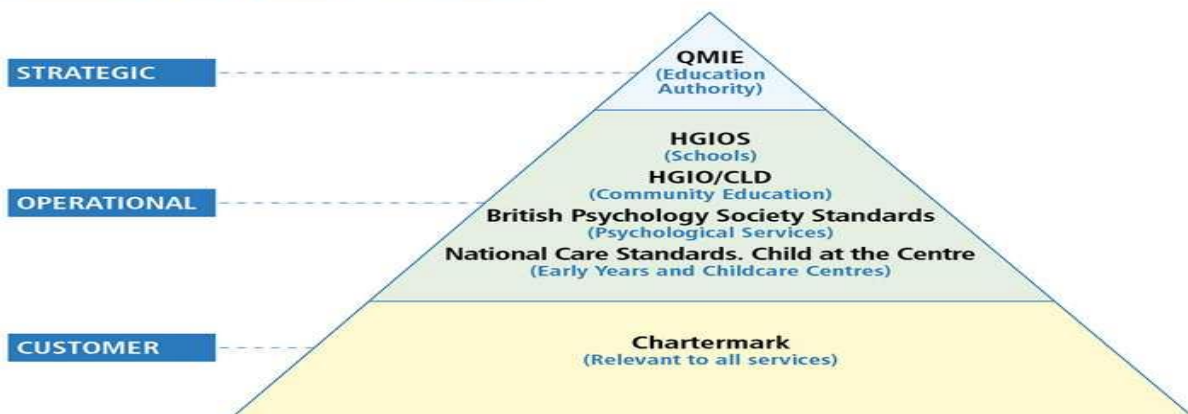 STRATEGIC
QMIE
(Education
Authority)
OPERATIONAL
HGIOS
(Schools)
HGIO/CLD
(Community Education)
British Psychology Society Standards
(Psychological Services)
National Care Standards. Child at the Centre
(Early Years and Childcare Centres)
CUSTOMER
Chartermark
(Relevant to all services)